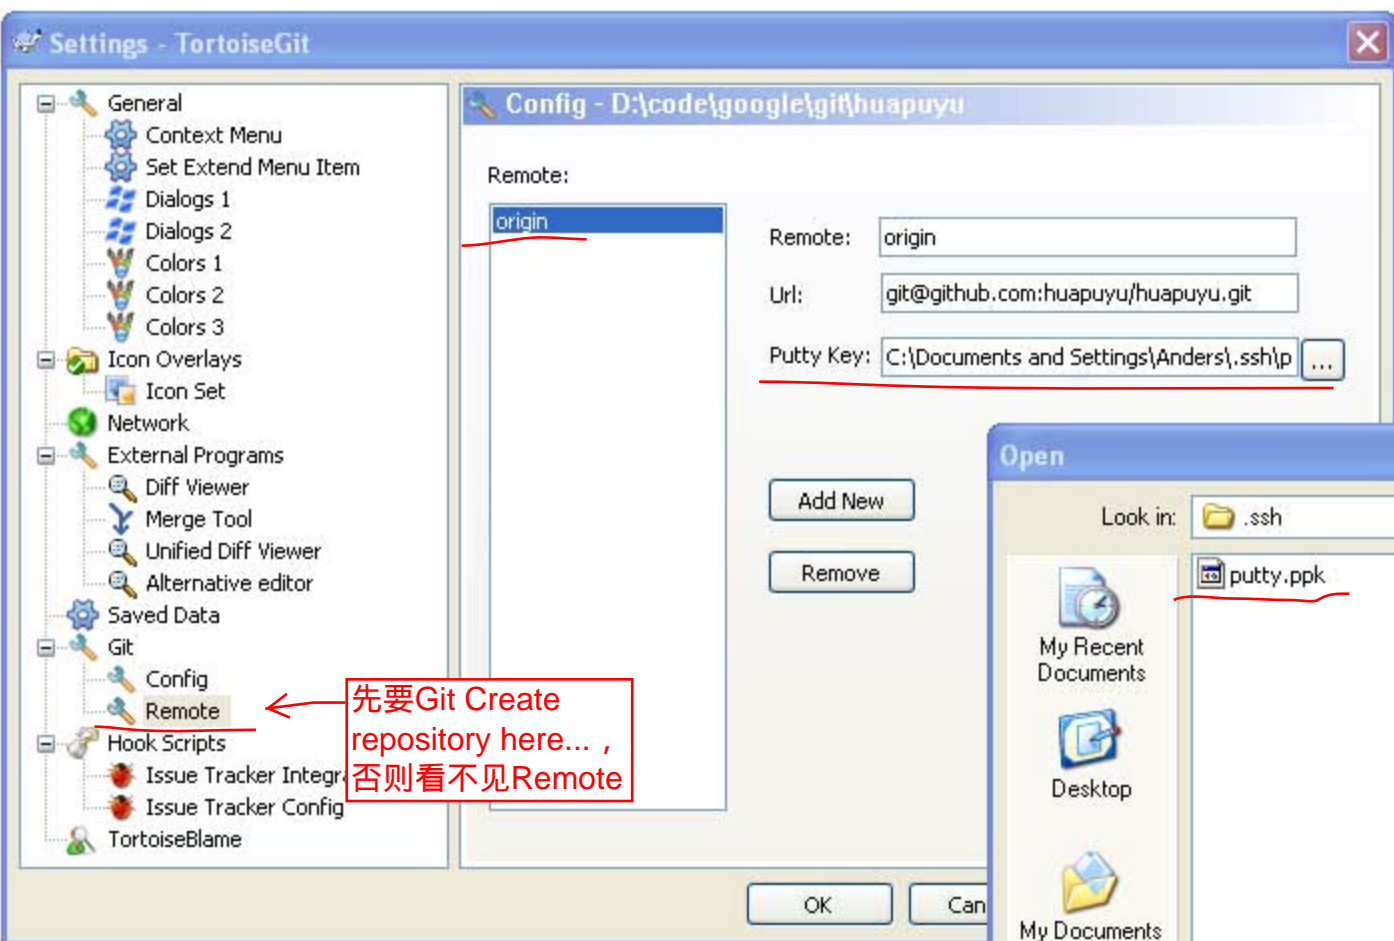 Settings - TortoiseGit
General
Context Menu
Set Extend Menu Item
Dialogs 1
Dialogs 2
Colors 1
Colors 2
Colors 3
Icon Overlays
Icon Set
Network
External Programs
Diff Viewer
Merge Tool
Unified Diff Viewer
Alternative editor
Saved Data
Git
Config
Remote
Hook Scripts
Issue Tracker Integra
Issue Tracker Config
TortoiseBlame
先要Git Create
repository here...，
否则看不见Remote
Config - D:\code\google\git\huapuyu
Remote:
origin
Remote: origin
Url: git@github.com:huapuyu/huapuyu.git
Putty Key: C:\Documents and Settings\Anders\.ssh\p ...
Add New
Remove
OK
Can
Open
Look in: .ssh
putty.ppk
My Recent
Documents
Desktop
My Documents